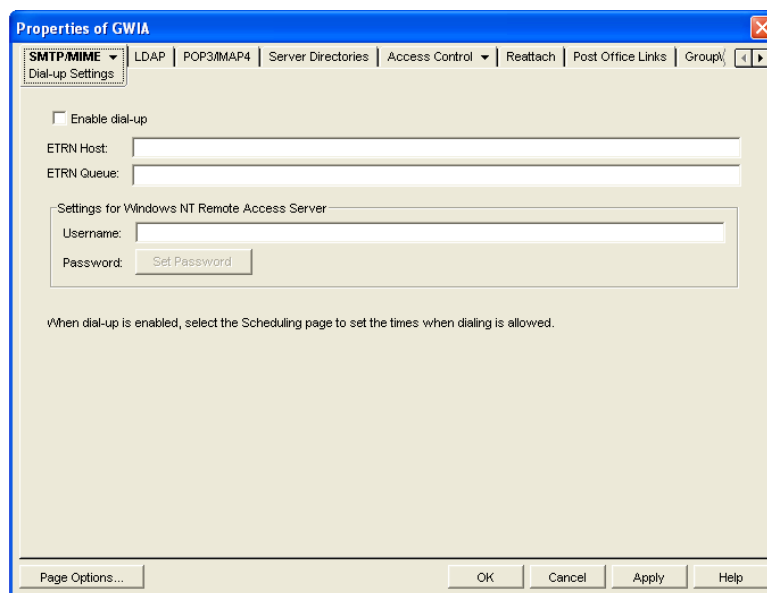 Properties of GWIA
SMTP/MIME LDAP POP3/IMAP4 Server Directories Access Control Reattach Post Office Links
Dial-up Settings
Enable dial-up
ETRN Host:
ETRN Queue:
Settings for Windows NT Remote Access Server
Username:
Password: Set Password
When dial-up is enabled, select the Scheduling page to set the times when dialing is allowed.
Page Options... OK Cancel Apply Help